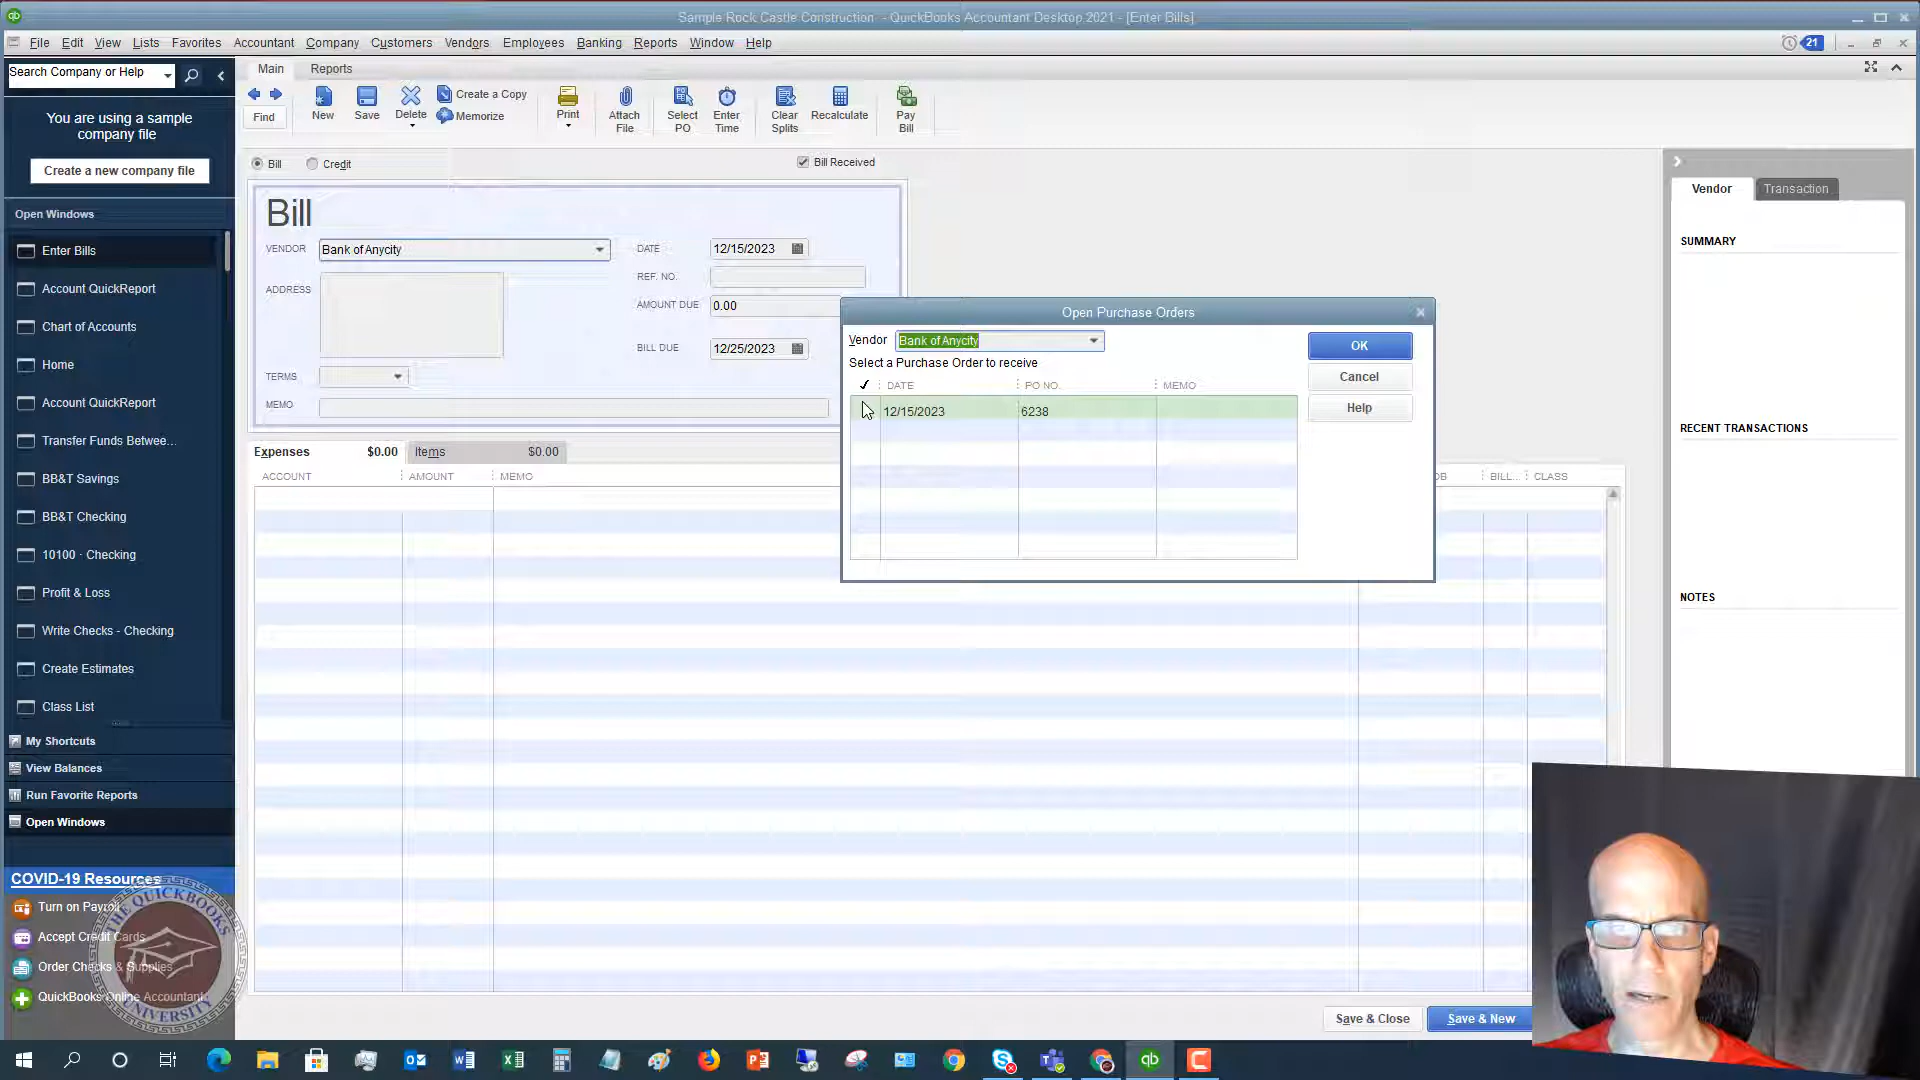 Sample Rock Castle Construction - QuickBooks Accountant Desktop 2021 - [Enter Bills]
File Edit View Lists Favorites Accountant Company Customers Vendors Employees Banking Reports Window Help
21
Search Company or Help
Main Reports
Find
New
Save
Delete
Create a Copy
Memorize
Print
Attach File
Select PO
Enter Time
Clear Splits
Recalculate
Pay Bill
You are using a sample
company file
Create a new company file
Open Windows
Enter Bills
Account QuickReport
Chart of Accounts
Home
Account QuickReport
Transfer Funds Betwee...
BB&T Savings
BB&T Checking
10100 · Checking
Profit & Loss
Write Checks - Checking
Create Estimates
Class List
My Shortcuts
View Balances
Run Favorite Reports
Open Windows
COVID-19 Resources
Turn on Payroll
Accept Credit Cards
Order Checks & Supplies
QuickBooks Online Accountant
THE QUICKBOOKS UNIVERSITY
Bill Credit
Bill Received
Bill
VENDOR Bank of Anycity
DATE 12/15/2023
ADDRESS
REF. NO.
AMOUNT DUE 0.00
BILL DUE 12/25/2023
TERMS
MEMO
Expenses $0.00 Items $0.00
ACCOUNT AMOUNT MEMO
OB BILL... CLASS
Open Purchase Orders
Vendor Bank of Anycity
Select a Purchase Order to receive
DATE PO NO. MEMO
12/15/2023 6238
OK
Cancel
Help
Vendor Transaction
SUMMARY
RECENT TRANSACTIONS
NOTES
Save & Close Save & New